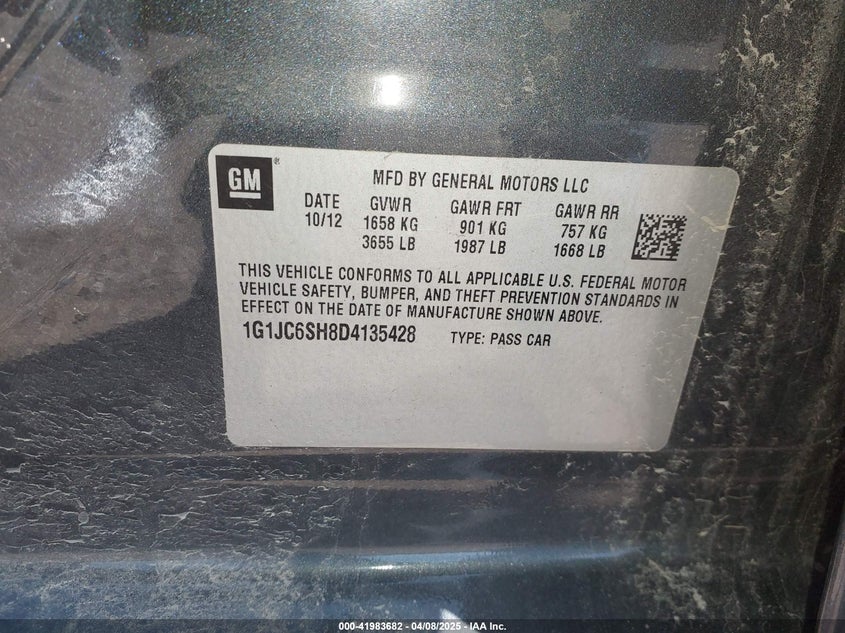 GM
MFD BY GENERAL MOTORS LLC
DATE GVWR GAWR FRT GAWR RR
10/12 1658 KG 901 KG 757 KG
3655 LB 1987 LB 1668 LB
THIS VEHICLE CONFORMS TO ALL APPLICABLE U.S. FEDERAL MOTOR
VEHICLE SAFETY, BUMPER, AND THEFT PREVENTION STANDARDS IN
EFFECT ON THE DATE OF MANUFACTURE SHOWN ABOVE.
1G1JC6SH8D4135428 TYPE: PASS CAR
000-41983682 - 04/08/2025 - IAA Inc.